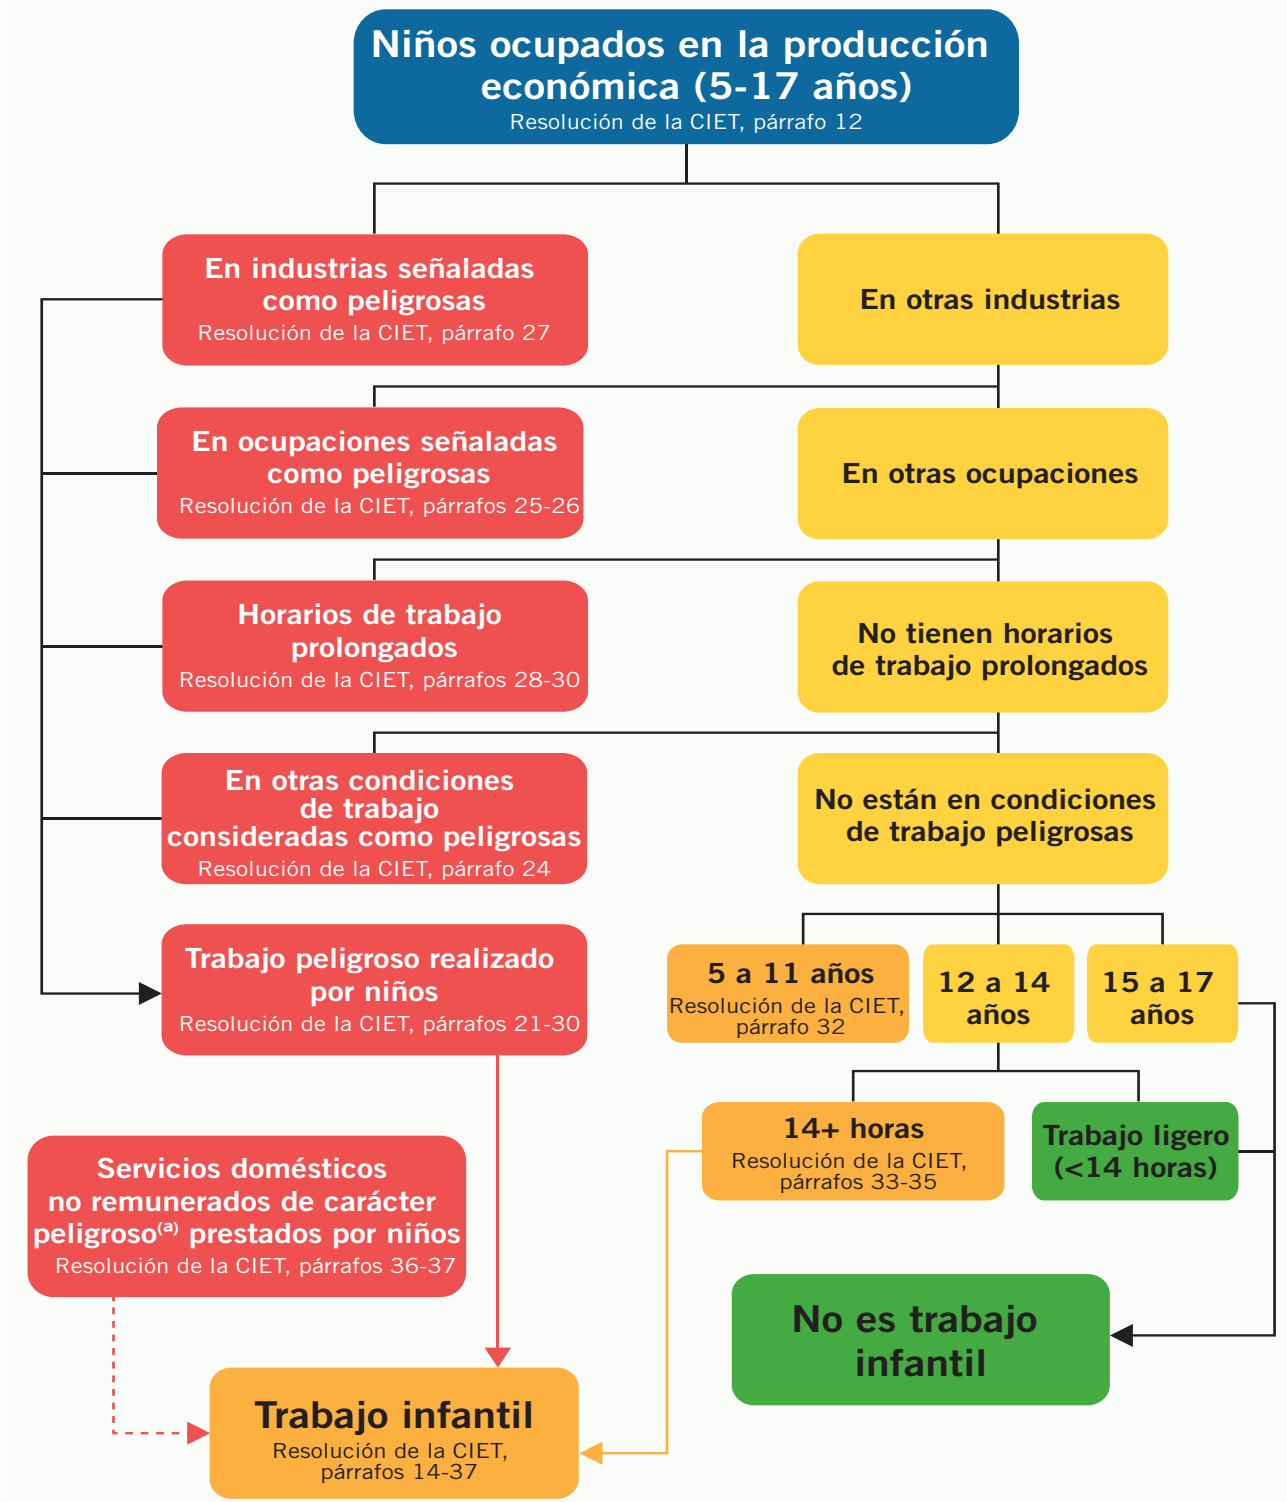 Niños ocupados en la producción
económica (5-17 años)
Resolución de la CIET, párrafo 12
En industrias señaladas
como peligrosas
Resolución de la CIET, párrafo 27
En otras industrias
En ocupaciones señaladas
como peligrosas
Resolución de la CIET, párrafos 25-26
En otras ocupaciones
Horarios de trabajo
prolongados
Resolución de la CIET, párrafos 28-30
No tienen horarios
de trabajo prolongados
En otras condiciones
de trabajo
consideradas como peligrosas
Resolución de la CIET, párrafo 24
No están en condiciones
de trabajo peligrosas
Trabajo peligroso realizado
por niños
Resolución de la CIET, párrafos 21-30
5 a 11 años
Resolución de la CIET,
párrafo 32
12 a 14
años
15 a 17
años
14+ horas
Resolución de la CIET,
párrafos 33-35
Trabajo ligero
(<14 horas)
Servicios domésticos
no remunerados de carácter
peligroso(a) prestados por niños
Resolución de la CIET, párrafos 36-37
No es trabajo
infantil
Trabajo infantil
Resolución de la CIET,
párrafos 14-37